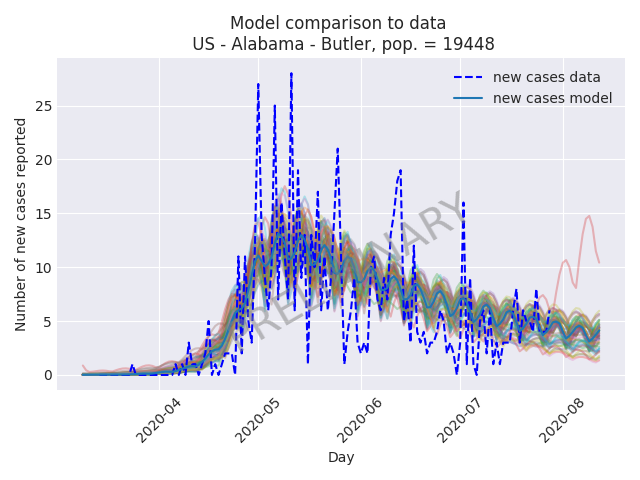 Model comparison to data
US - Alabama - Butler, pop. = 19448
new cases data
new cases model
Number of new cases reported
25
20
15
10
5
0
PRELIMINARY
2020-04
2020-05
2020-06
2020-07
2020-08
Day